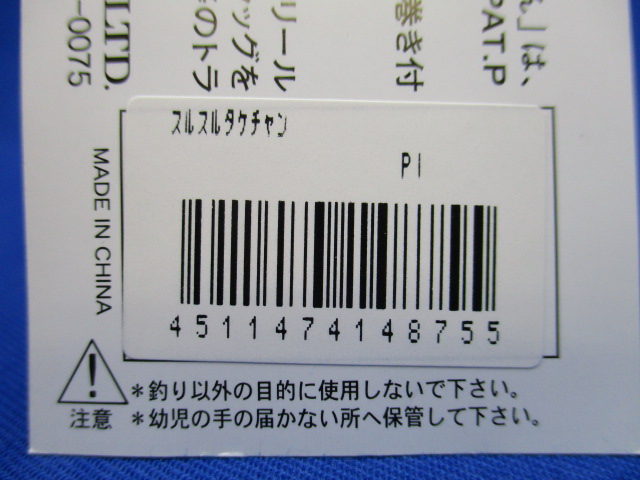 ん」は、
PAT.P
巻き付
リール
ッグを
のトラ
LTD.
-0075
MADE IN CHINA
スルスルタケチャン
PI
4511474148755
注意
*釣り以外の目的に使用しないで下さい。
*幼児の手の届かない所へ保管して下さい。